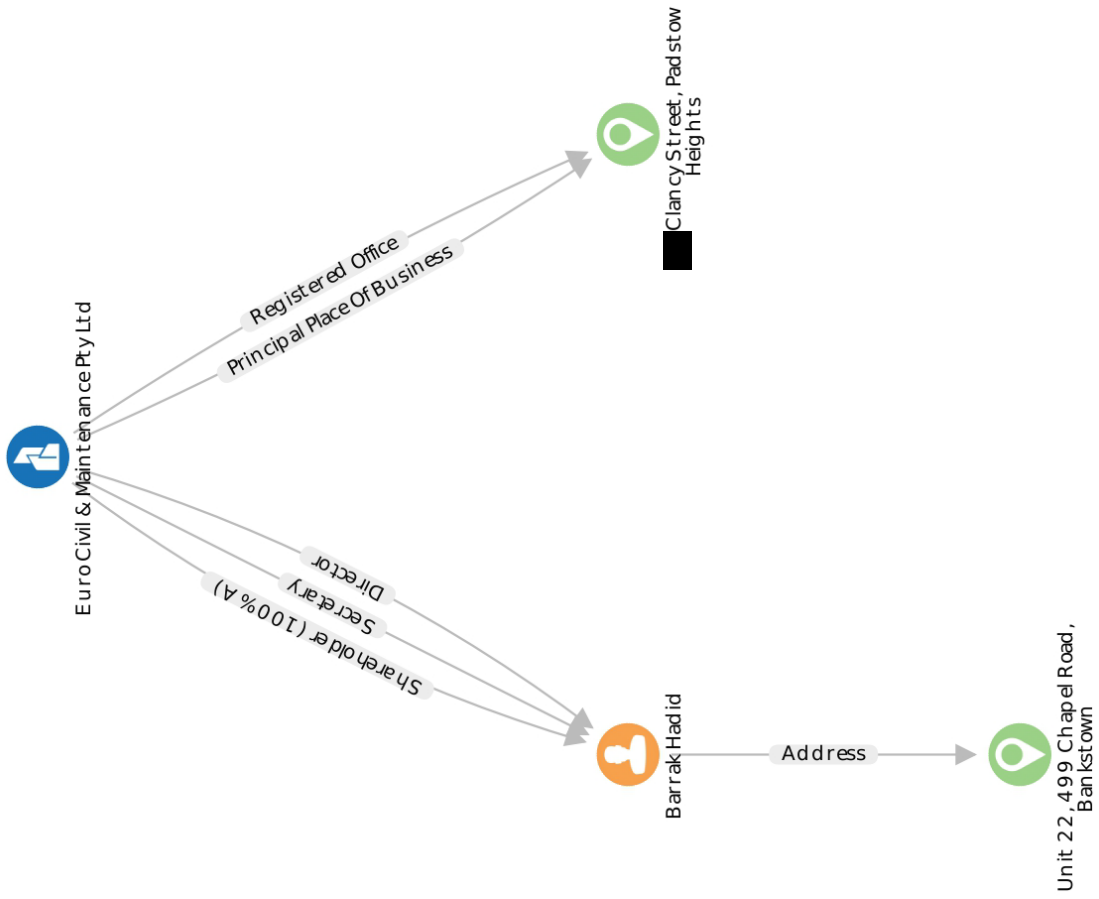 Euro Civil & Maintenance Pty Ltd
Shareholder (100% A)
Secretary
Director
Principal Place Of Business
Registered Office
Barrak Hadid
Clancy Street, Padstow
Heights
Address
Unit 22, 499 Chapel Road,
Bankstown